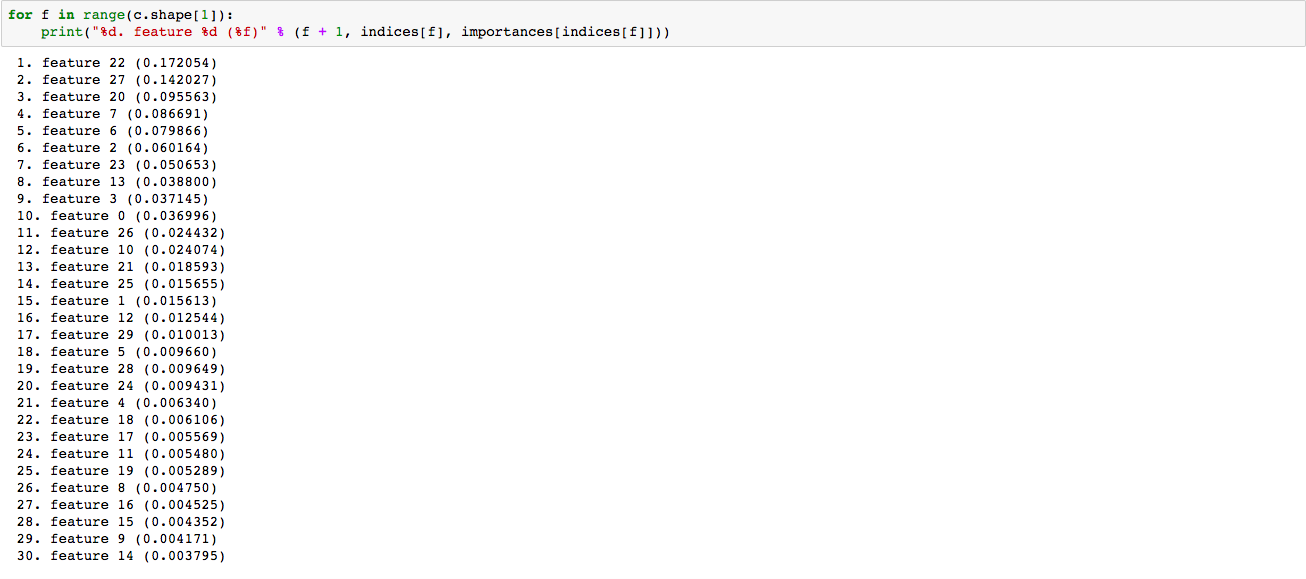 for f in range(c.shape[1]):
    print("%d. feature %d (%f)" % (f + 1, indices[f], importances[indices[f]]))
1. feature 22 (0.172054)
2. feature 27 (0.142027)
3. feature 20 (0.095563)
4. feature 7 (0.086691)
5. feature 6 (0.079866)
6. feature 2 (0.060164)
7. feature 23 (0.050653)
8. feature 13 (0.038800)
9. feature 3 (0.037145)
10. feature 0 (0.036996)
11. feature 26 (0.024432)
12. feature 10 (0.024074)
13. feature 21 (0.018593)
14. feature 25 (0.015655)
15. feature 1 (0.015613)
16. feature 12 (0.012544)
17. feature 29 (0.010013)
18. feature 5 (0.009660)
19. feature 28 (0.009649)
20. feature 24 (0.009431)
21. feature 4 (0.006340)
22. feature 18 (0.006106)
23. feature 17 (0.005569)
24. feature 11 (0.005480)
25. feature 19 (0.005289)
26. feature 8 (0.004750)
27. feature 16 (0.004525)
28. feature 15 (0.004352)
29. feature 9 (0.004171)
30. feature 14 (0.003795)